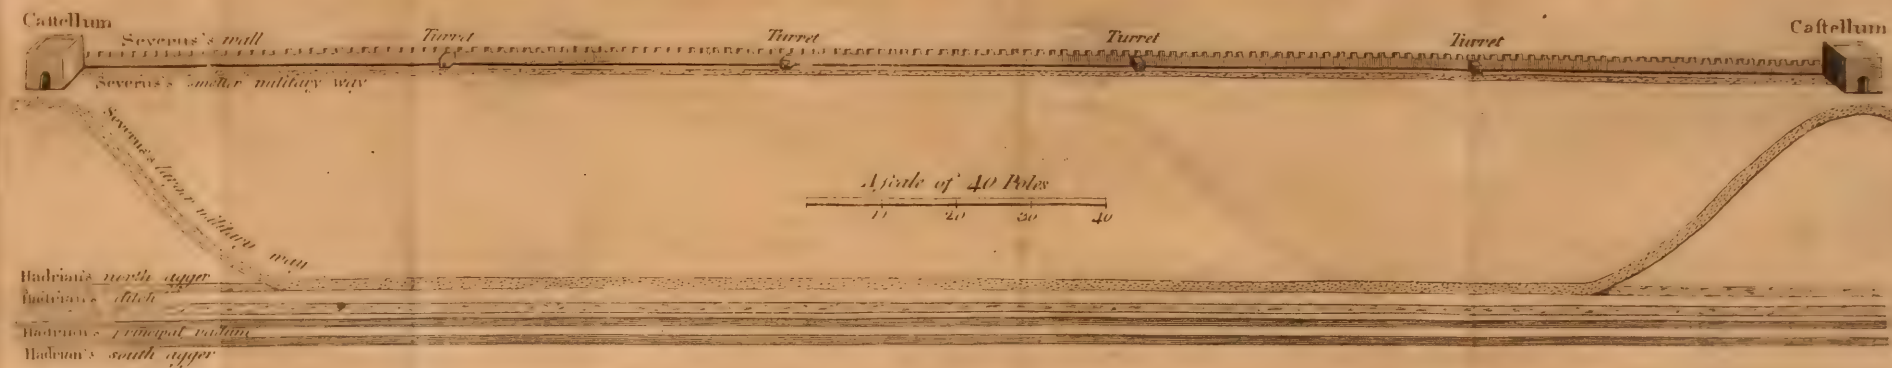 Castellum
Severus's wall
Turret
Turret
Turret
Turret
Caſtellum
Severus's smaller military way
Severus's larger military way
A ſcale of 40 Poles
10 20 30 40
Hadrian's north agger
Hadrian's ditch
Hadrian's principal vallum
Hadrian's south agger